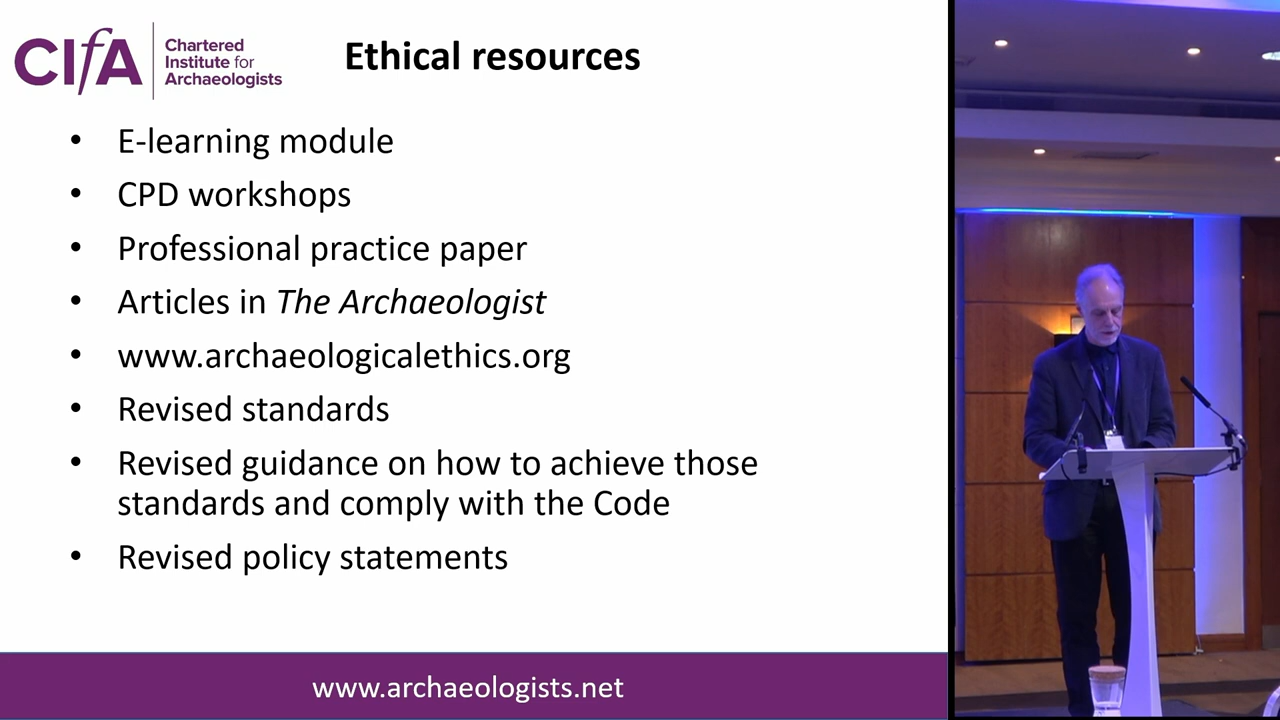 CIfA
Chartered
Institute for
Archaeologists
Ethical resources
• E-learning module
• CPD workshops
• Professional practice paper
• Articles in The Archaeologist
• www.archaeologicalethics.org
• Revised standards
• Revised guidance on how to achieve those
standards and comply with the Code
• Revised policy statements
www.archaeologists.net